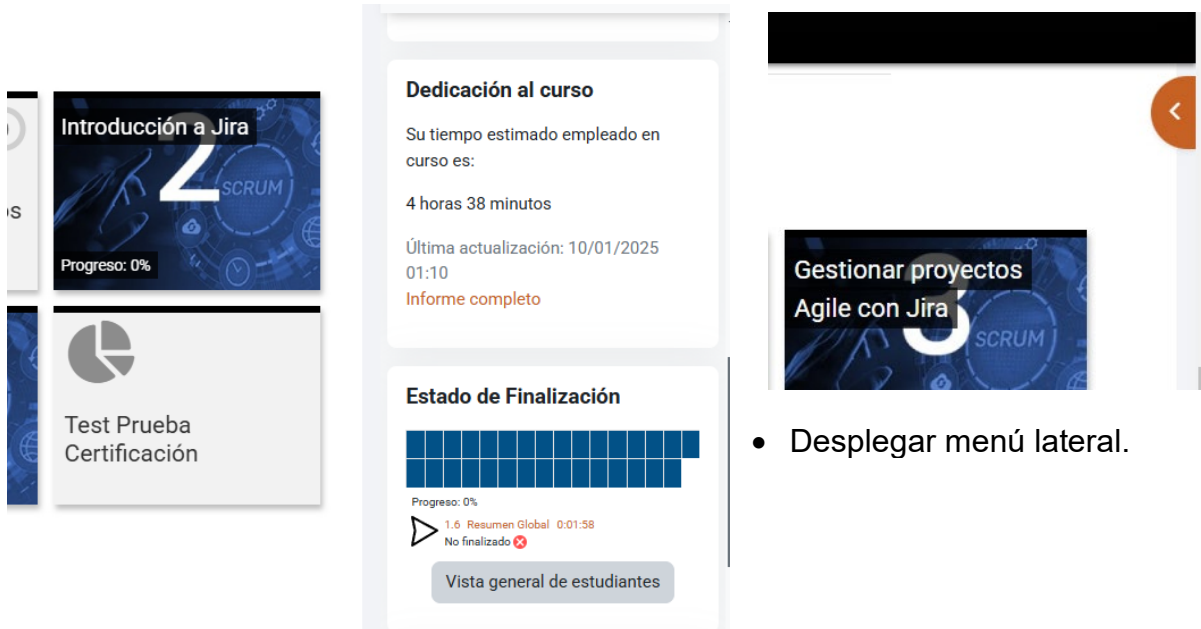 Introducción a Jira
2
SCRUM
Progreso: 0%
os
Test Prueba
Certificación
Dedicación al curso
Su tiempo estimado empleado en
curso es:
4 horas 38 minutos
Última actualización: 10/01/2025
01:10
Informe completo
Estado de Finalización
Progreso: 0%
1.6 Resumen Global 0:01:58
No finalizado
Vista general de estudiantes
Gestionar proyectos
Agile con Jira
3
SCRUM
• Desplegar menú lateral.